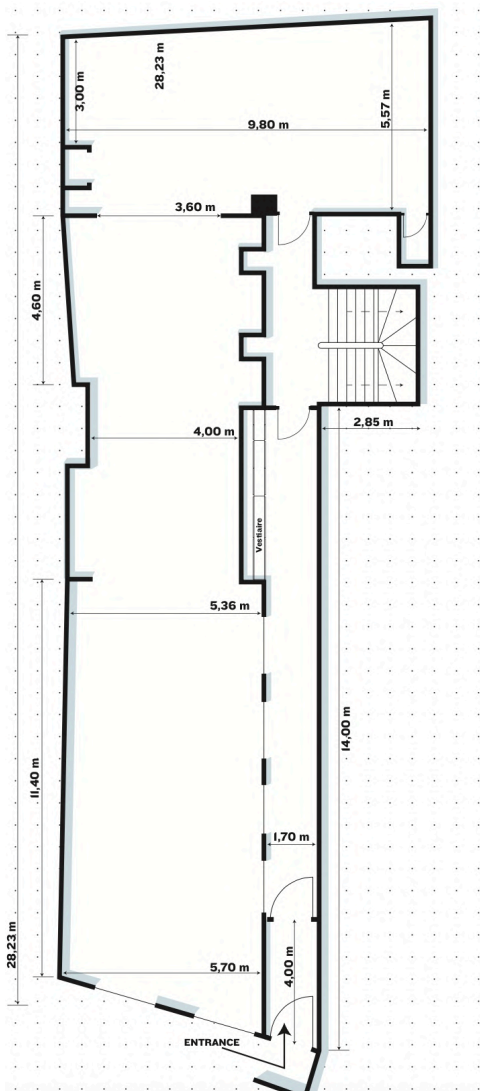 28,23 m
3,00 m
5,57 m
9,80 m
3,60 m
4,60 m
4,00 m
2,85 m
Vestiaire
5,36 m
14,00 m
11,40 m
1,70 m
28,23 m
5,70 m
4,00 m
ENTRANCE